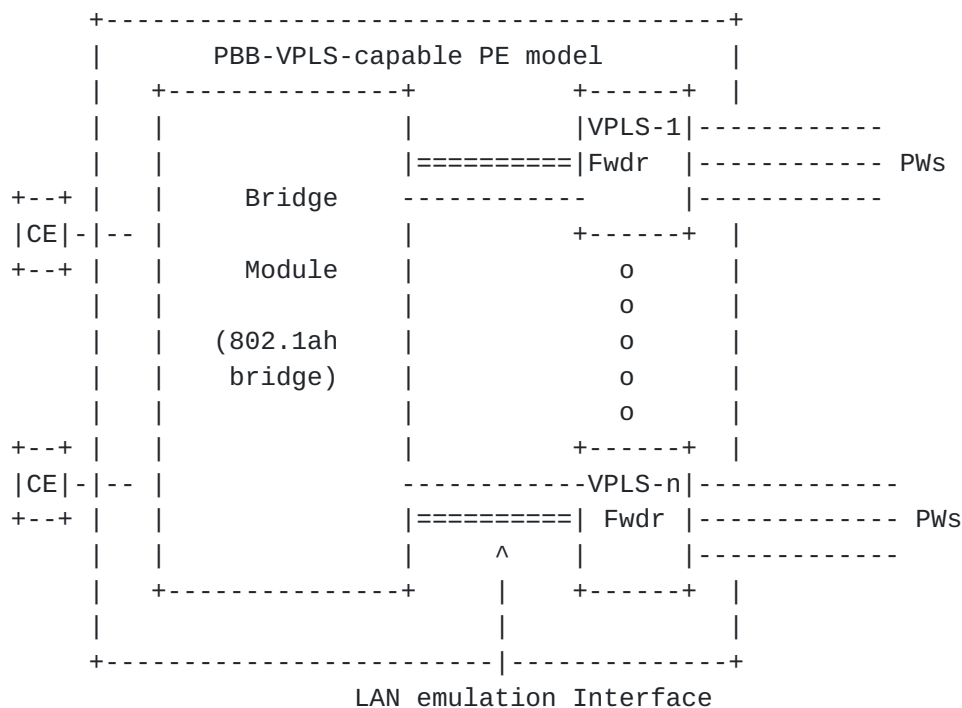 PBB-VPLS-capable PE model
VPLS-1
Fwdr PWs
Bridge
CE
Module o
o
(802.1ah o
bridge) o
o
CE VPLS-n
Fwdr PWs
^
LAN emulation Interface